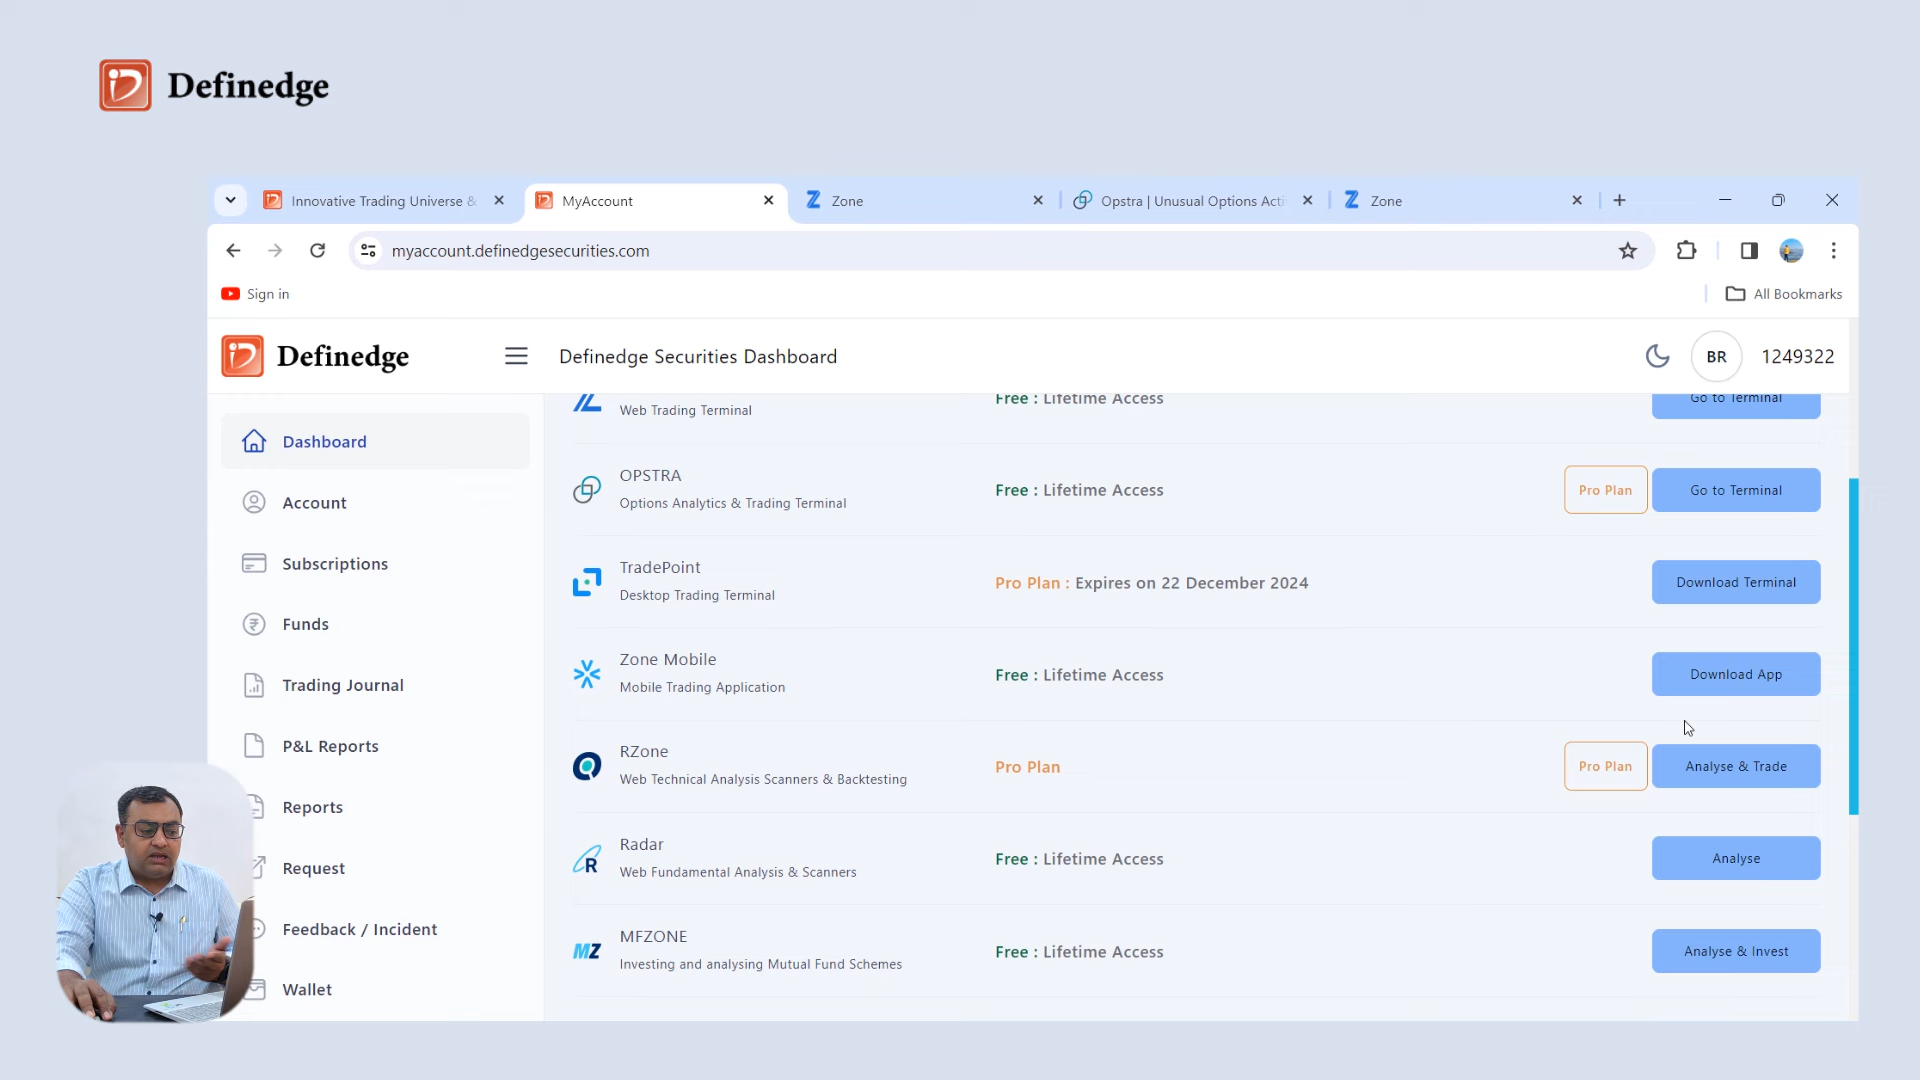 Definedge
Innovative Trading Universe &
MyAccount
Zone
Opstra | Unusual Options Acti
Zone
myaccount.definedgesecurities.com
Sign in
All Bookmarks
Definedge
Definedge Securities Dashboard
BR
1249322
Dashboard
Account
Subscriptions
Funds
Trading Journal
P&L Reports
Reports
Request
Feedback / Incident
Wallet
Web Trading Terminal
Free : Lifetime Access
Go to Terminal
OPSTRA
Options Analytics & Trading Terminal
Free : Lifetime Access
Pro Plan
Go to Terminal
TradePoint
Desktop Trading Terminal
Pro Plan : Expires on 22 December 2024
Download Terminal
Zone Mobile
Mobile Trading Application
Free : Lifetime Access
Download App
RZone
Web Technical Analysis Scanners & Backtesting
Pro Plan
Pro Plan
Analyse & Trade
Radar
Web Fundamental Analysis & Scanners
Free : Lifetime Access
Analyse
MZ
MFZONE
Investing and analysing Mutual Fund Schemes
Free : Lifetime Access
Analyse & Invest